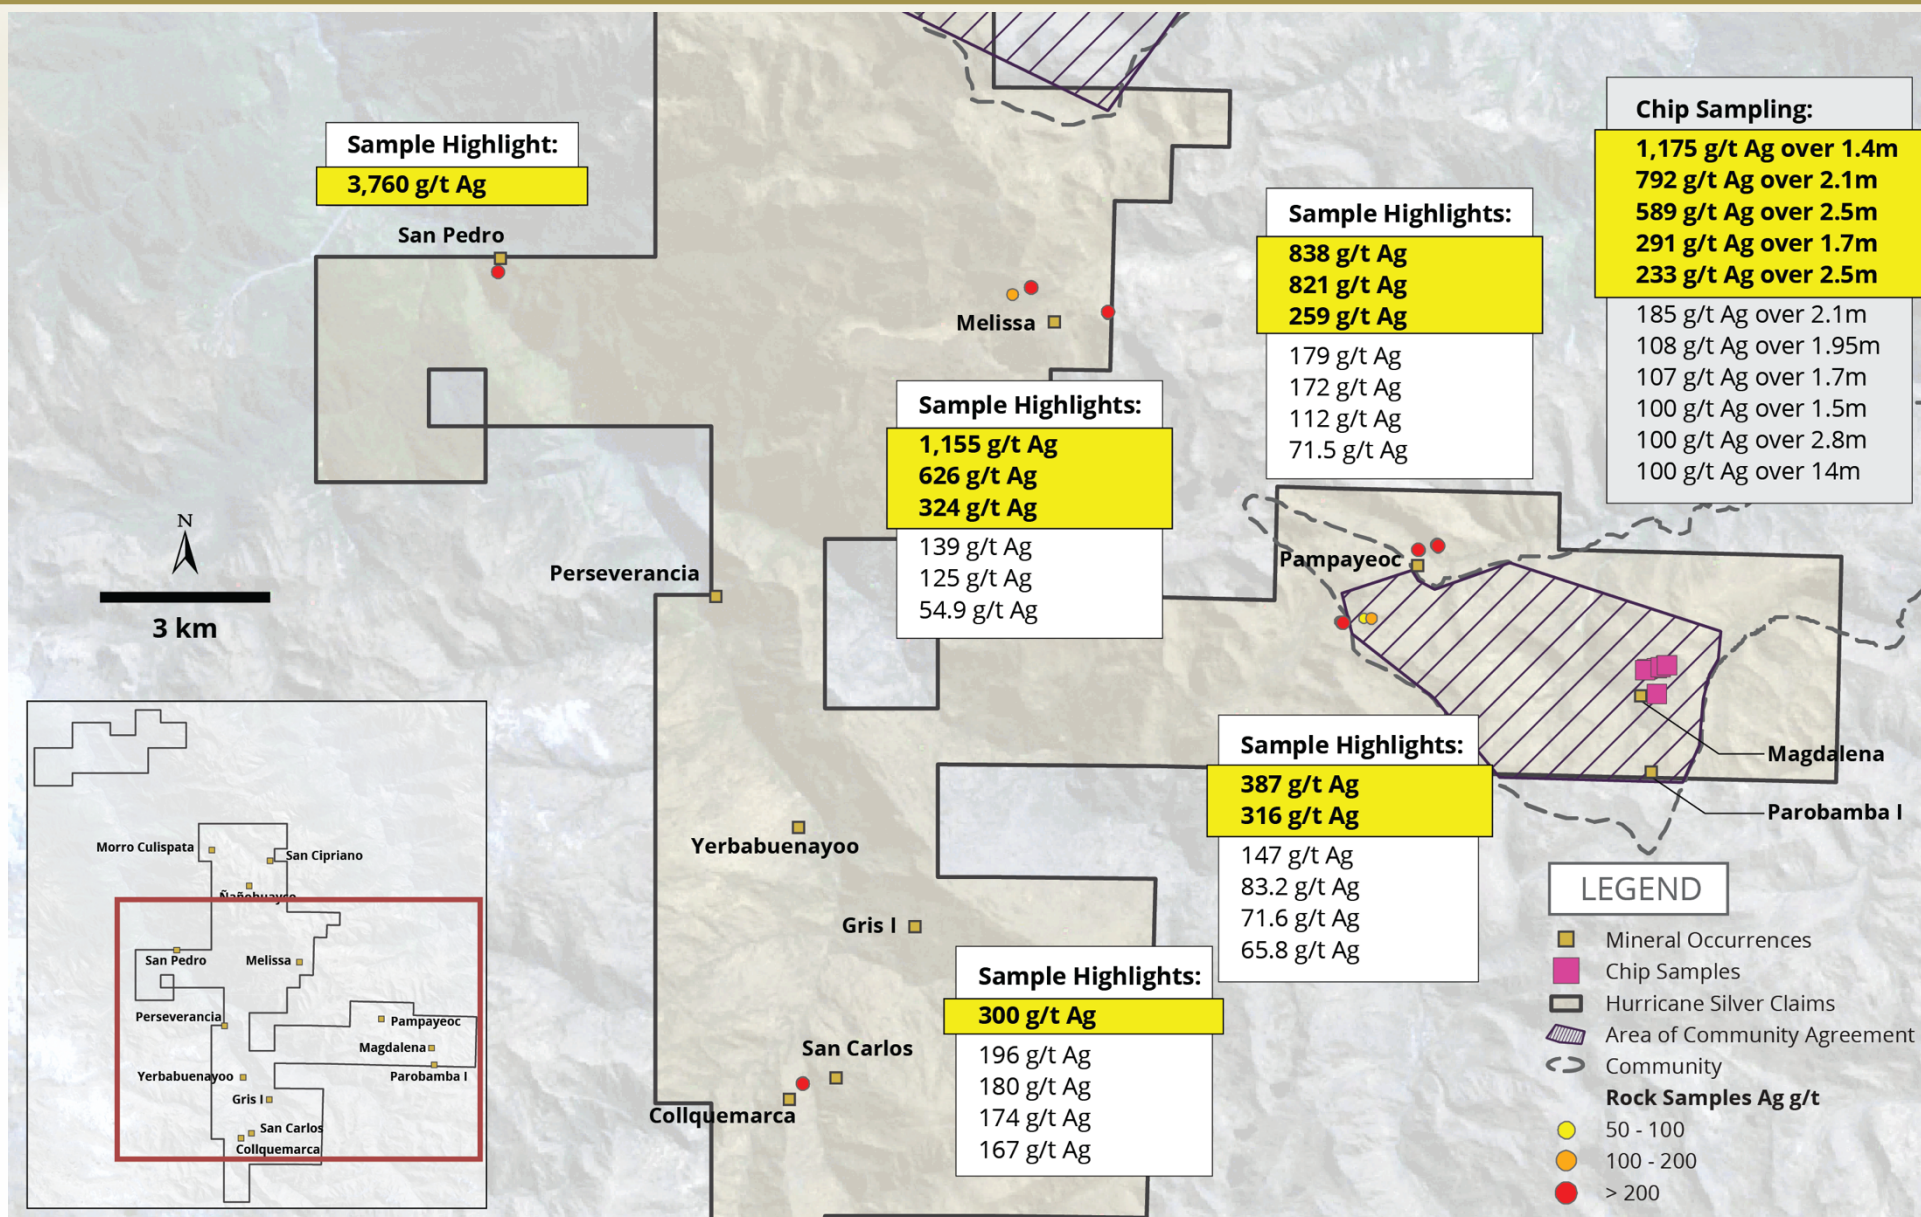 Sample Highlight:
3,760 g/t Ag
San Pedro
Melissa
Sample Highlights:
1,155 g/t Ag
626 g/t Ag
324 g/t Ag
139 g/t Ag
125 g/t Ag
54.9 g/t Ag
Sample Highlights:
838 g/t Ag
821 g/t Ag
259 g/t Ag
179 g/t Ag
172 g/t Ag
112 g/t Ag
71.5 g/t Ag
Chip Sampling:
1,175 g/t Ag over 1.4m
792 g/t Ag over 2.1m
589 g/t Ag over 2.5m
291 g/t Ag over 1.7m
233 g/t Ag over 2.5m
185 g/t Ag over 2.1m
108 g/t Ag over 1.95m
107 g/t Ag over 1.7m
100 g/t Ag over 1.5m
100 g/t Ag over 2.8m
100 g/t Ag over 14m
N
3 km
Perseverancia
Pampayeoc
Magdalena
Parobamba I
Yerbabuenayoo
Gris I
San Carlos
Collquemarca
Sample Highlights:
387 g/t Ag
316 g/t Ag
147 g/t Ag
83.2 g/t Ag
71.6 g/t Ag
65.8 g/t Ag
Sample Highlights:
300 g/t Ag
196 g/t Ag
180 g/t Ag
174 g/t Ag
167 g/t Ag
Morro Culispata
San Cipriano
San Pedro
Melissa
Perseverancia
Pampayeoc
Magdalena
Yerbabuenayoo
Parobamba I
Gris I
San Carlos
Collquemarca
LEGEND
Mineral Occurrences
Chip Samples
Hurricane Silver Claims
Area of Community Agreement
Community
Rock Samples Ag g/t
50 - 100
100 - 200
> 200